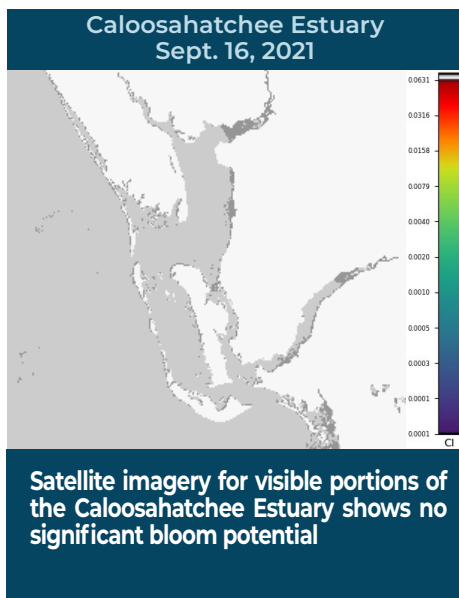 Caloosahatchee Estuary
Sept. 16, 2021
0.0631
0.0316
0.0158
0.0079
0.0040
0.0020
0.0010
0.0005
0.0003
0.0001
0.0001
CI
Satellite imagery for visible portions of
the Caloosahatchee Estuary shows no
significant bloom potential